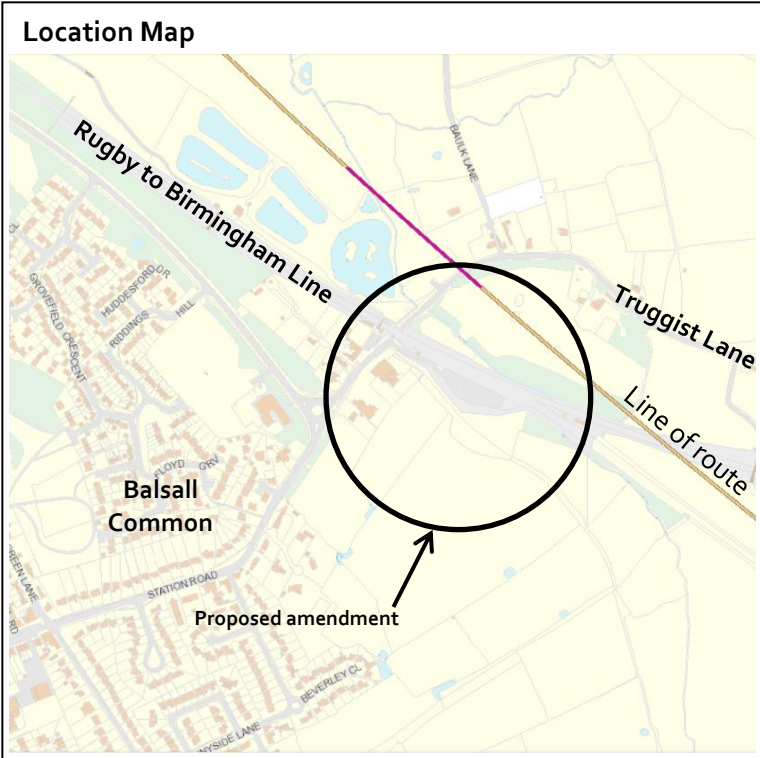 Location Map
Rugby to Birmingham Line
BAULK LANE
HUDDESFORD DR
GROVEFIELD CRESCENT
RIDDINGS HILL
Truggist Lane
Line of route
FLOYD GRV
Balsall
Common
STATION ROAD
Proposed amendment
BEVERLEY CL